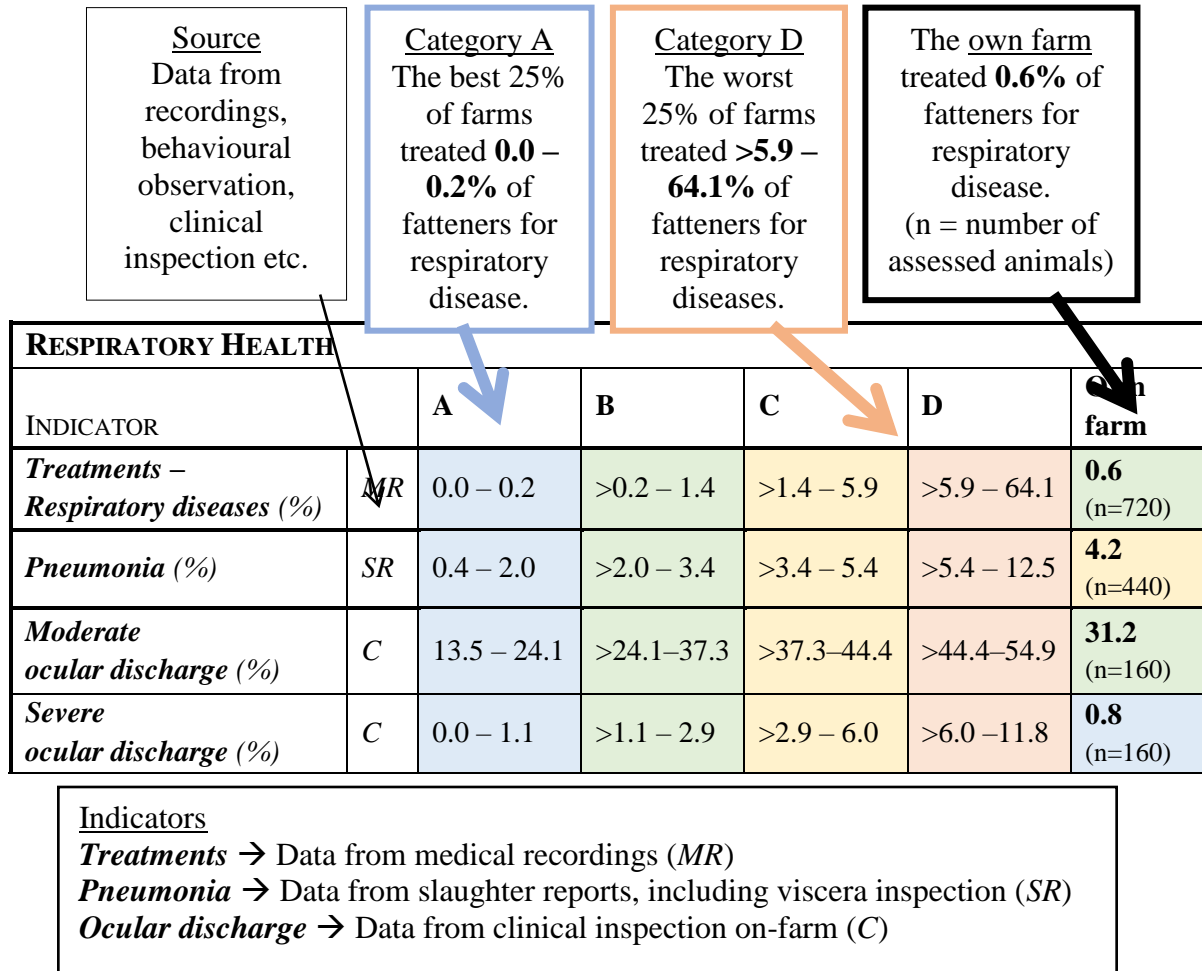 Source
Data from
recordings,
behavioural
observation,
clinical
inspection etc.
Category A
The best 25%
of farms
treated 0.0 –
0.2% of
fatteners for
respiratory
disease.
Category D
The worst
25% of farms
treated >5.9 –
64.1% of
fatteners for
respiratory
diseases.
The own farm
treated 0.6% of
fatteners for
respiratory
disease.
(n = number of
assessed animals)
RESPIRATORY HEALTH
INDICATOR
A
B
C
D
farm
Treatments –
Respiratory diseases (%)
MR
0.0 – 0.2
>0.2 – 1.4
>1.4 – 5.9
>5.9 – 64.1
0.6
(n=720)
Pneumonia (%)
SR
0.4 – 2.0
>2.0 – 3.4
>3.4 – 5.4
>5.4 – 12.5
4.2
(n=440)
Moderate
ocular discharge (%)
C
13.5 – 24.1
>24.1–37.3
>37.3–44.4
>44.4–54.9
31.2
(n=160)
Severe
ocular discharge (%)
C
0.0 – 1.1
>1.1 – 2.9
>2.9 – 6.0
>6.0 –11.8
0.8
(n=160)
Indicators
Treatments → Data from medical recordings (MR)
Pneumonia → Data from slaughter reports, including viscera inspection (SR)
Ocular discharge → Data from clinical inspection on-farm (C)